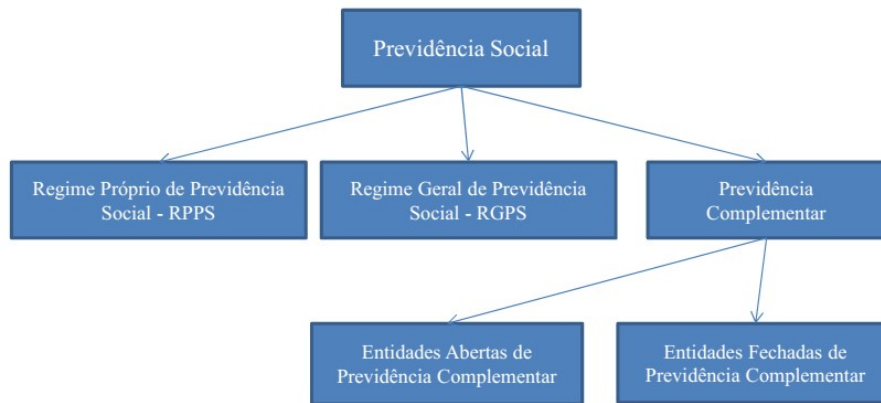 Previdência Social
Regime Próprio de Previdência
Social - RPPS
Regime Geral de Previdência
Social - RGPS
Previdência
Complementar
Entidades Abertas de
Previdência Complementar
Entidades Fechadas de
Previdência Complementar